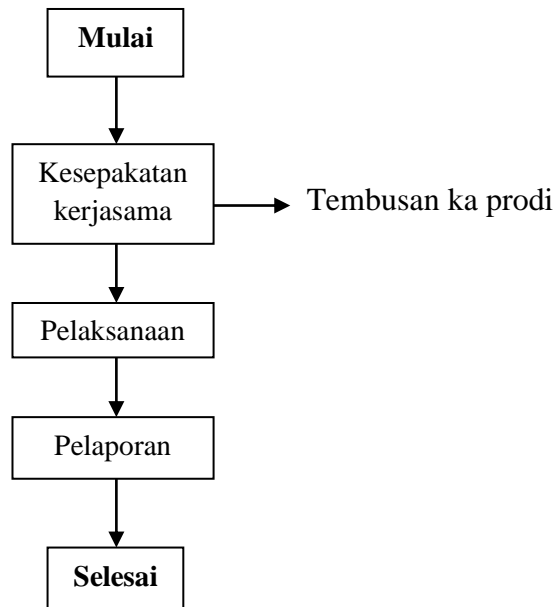 Mulai
Kesepakatan
kerjasama
Tembusan ka prodi
Pelaksanaan
Pelaporan
Selesai